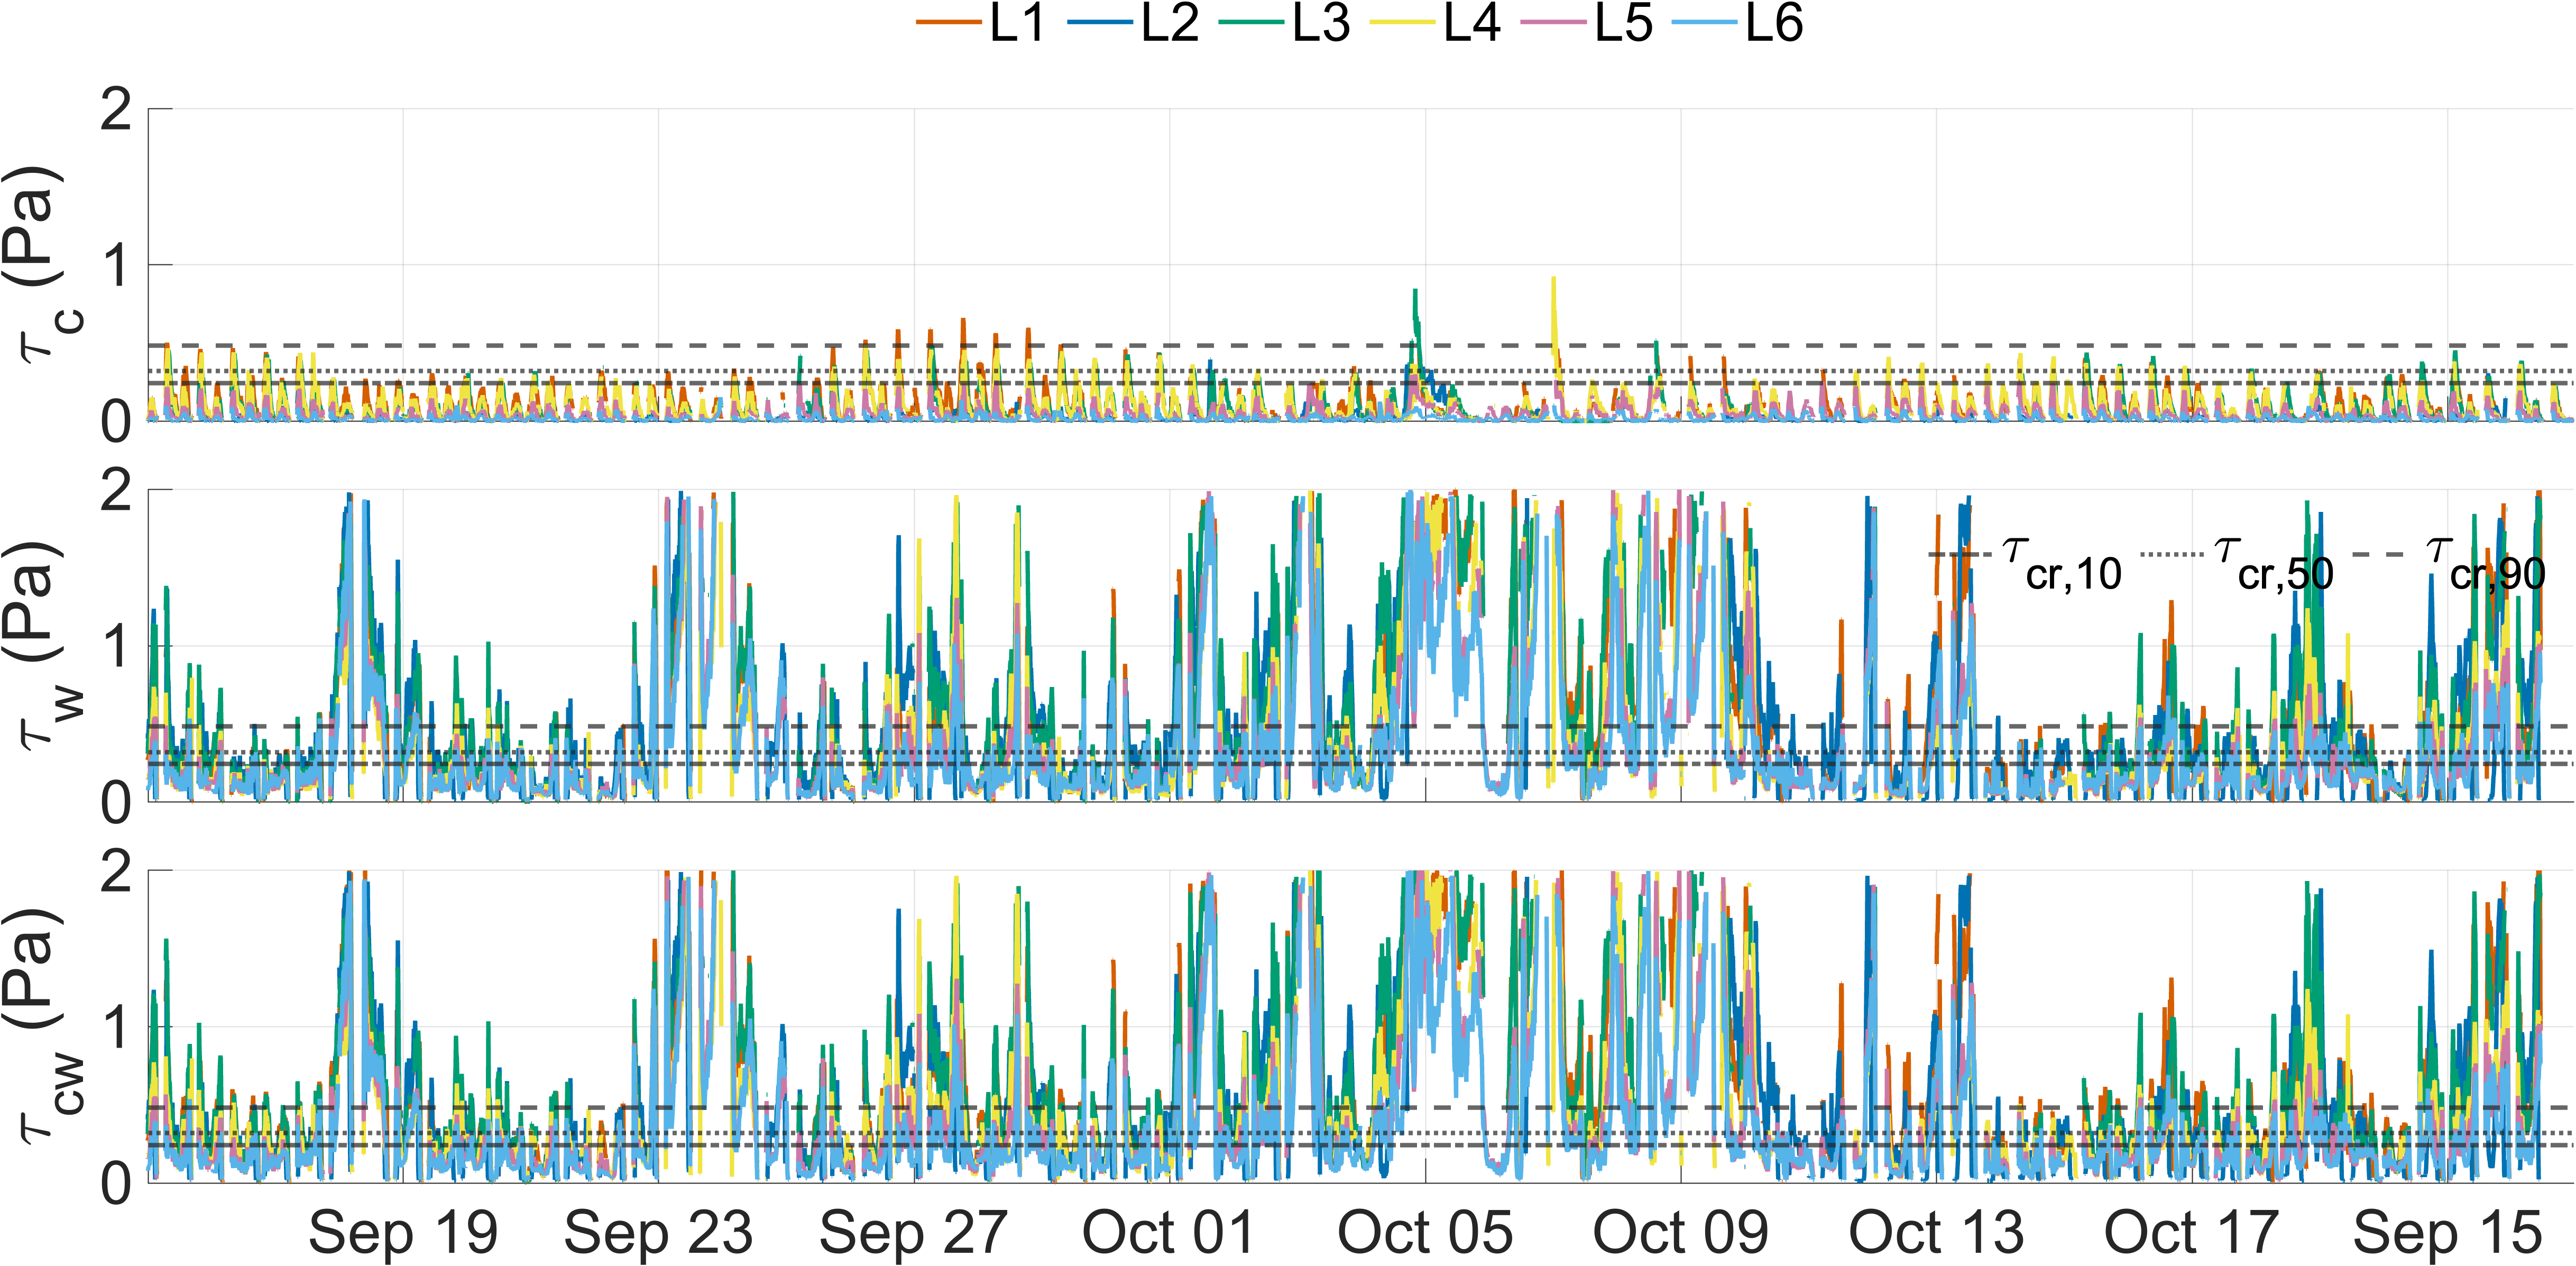 L1 L2 L3 L4 L5 L6
2
1
0
τc (Pa)
2
1
0
τw (Pa)
τcr,10 τcr,50 τcr,90
2
1
0
τcw (Pa)
Sep 19 Sep 23 Sep 27 Oct 01 Oct 05 Oct 09 Oct 13 Oct 17 Sep 15